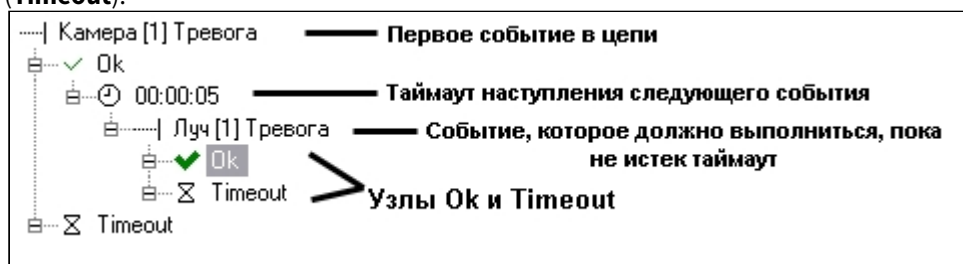 (Timeout).
Камера [1] Тревога Первое событие в цепи
Ok
00:00:05 Таймаут наступления следующего события
Луч [1] Тревога Событие, которое должно выполниться, пока
не истек таймаут
Ok
Timeout
Узлы Ok и Timeout
Timeout